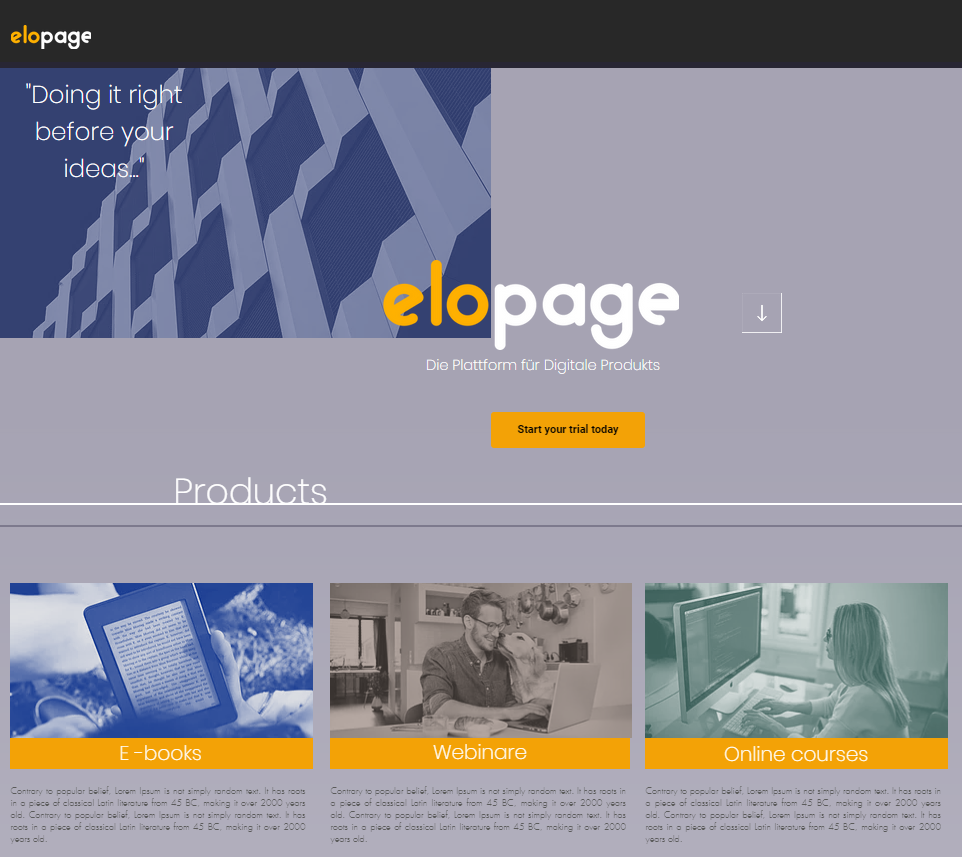 elopage
"Doing it right
before your
ideas..."
elopage
Die Plattform für Digitale Produkts
Start your trial today
Products
E -books
Webinare
Online courses
Contrary to popular belief, Lorem Ipsum is not simply random text. It has roots
in a piece of classical Latin literature from 45 BC, making it over 2000 years
old. Contrary to popular belief, Lorem Ipsum is not simply random text. It has
roots in a piece of classical Latin literature from 45 BC, making it over 2000
years old.
Contrary to popular belief, Lorem Ipsum is not simply random text. It has roots in
a piece of classical Latin literature from 45 BC, making it over 2000 years
old. Contrary to popular belief, Lorem Ipsum is not simply random text. It has
roots in a piece of classical Latin literature from 45 BC, making it over 2000
years old.
Contrary to popular belief, Lorem Ipsum is not simply random text. It has roots in
a piece of classical Latin literature from 45 BC, making it over 2000 years
old. Contrary to popular belief, Lorem Ipsum is not simply random text. It has
roots in a piece of classical Latin literature from 45 BC, making it over 2000
years old.